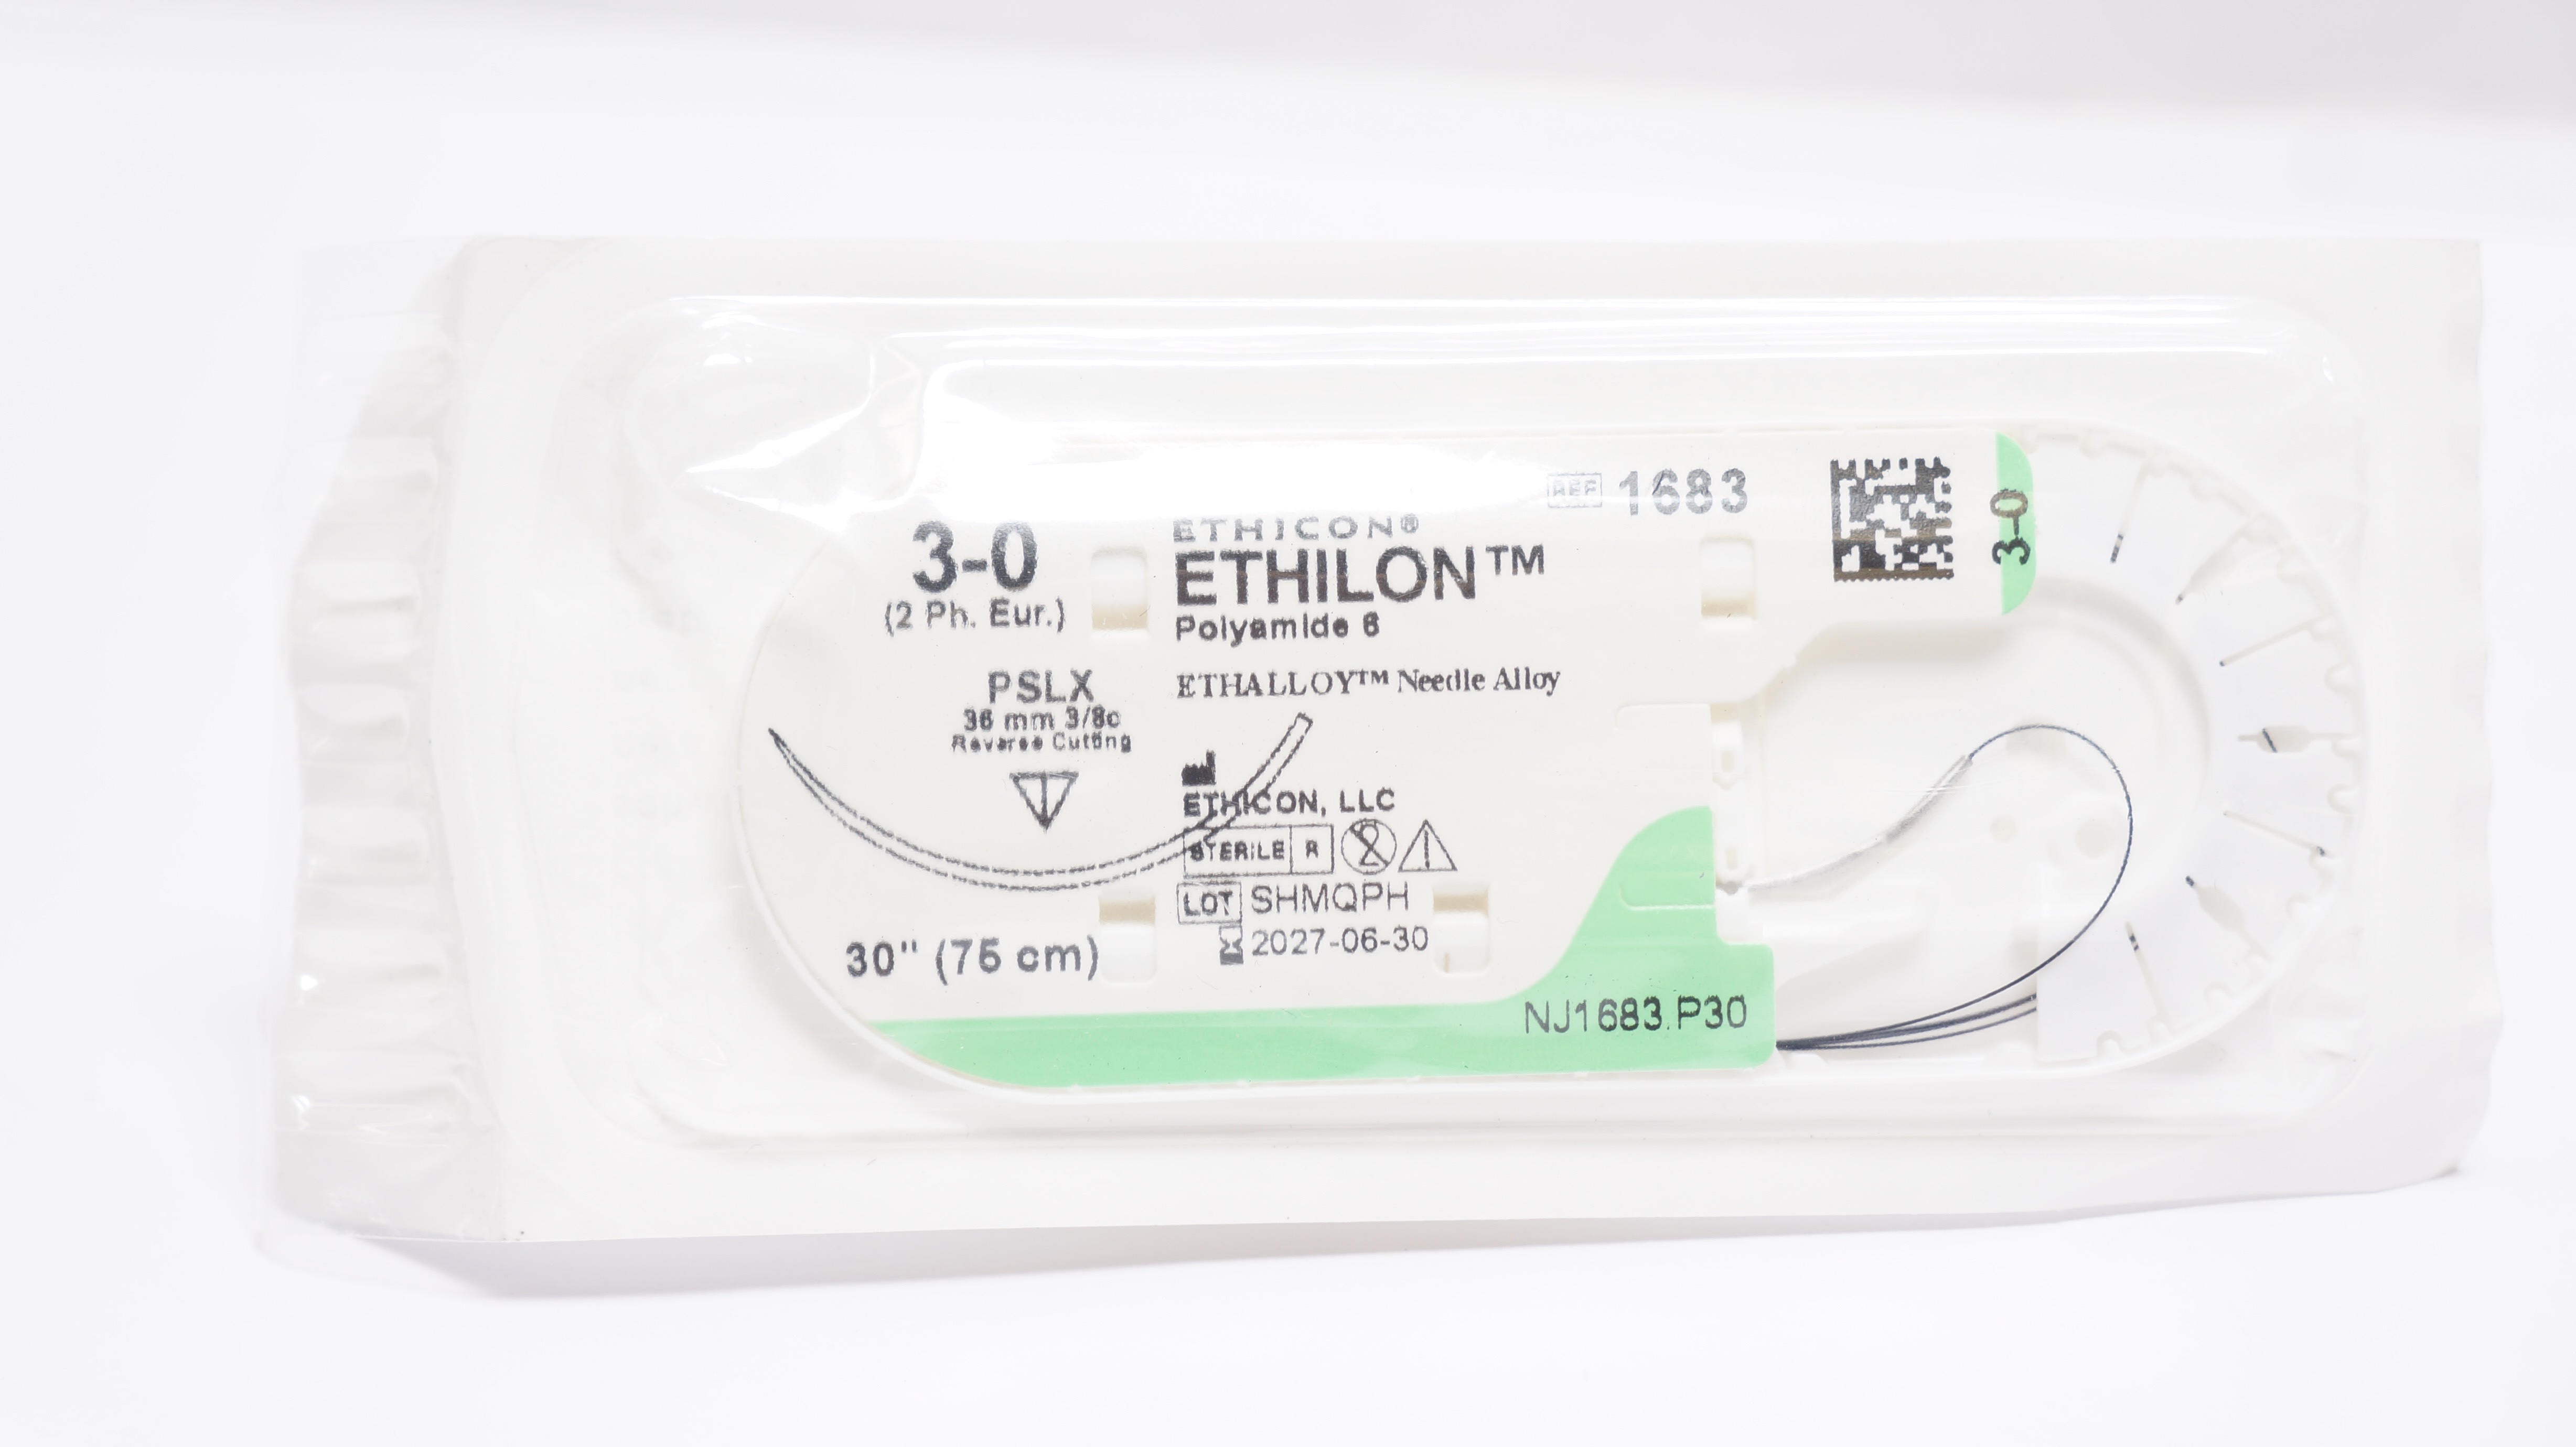 3-0
(2 Ph. Eur.)
PSLX
36 mm 3/8c
Reverse Cutting
30" (75 cm)
REF 1683
ETHICON®
ETHILON™
Polyamide 6
ETHALLOY™ Needle Alloy
ETHICON, LLC
STERILE R
2
LOT SHMQPH
2027-06-30
NJ1683.P30
3-0